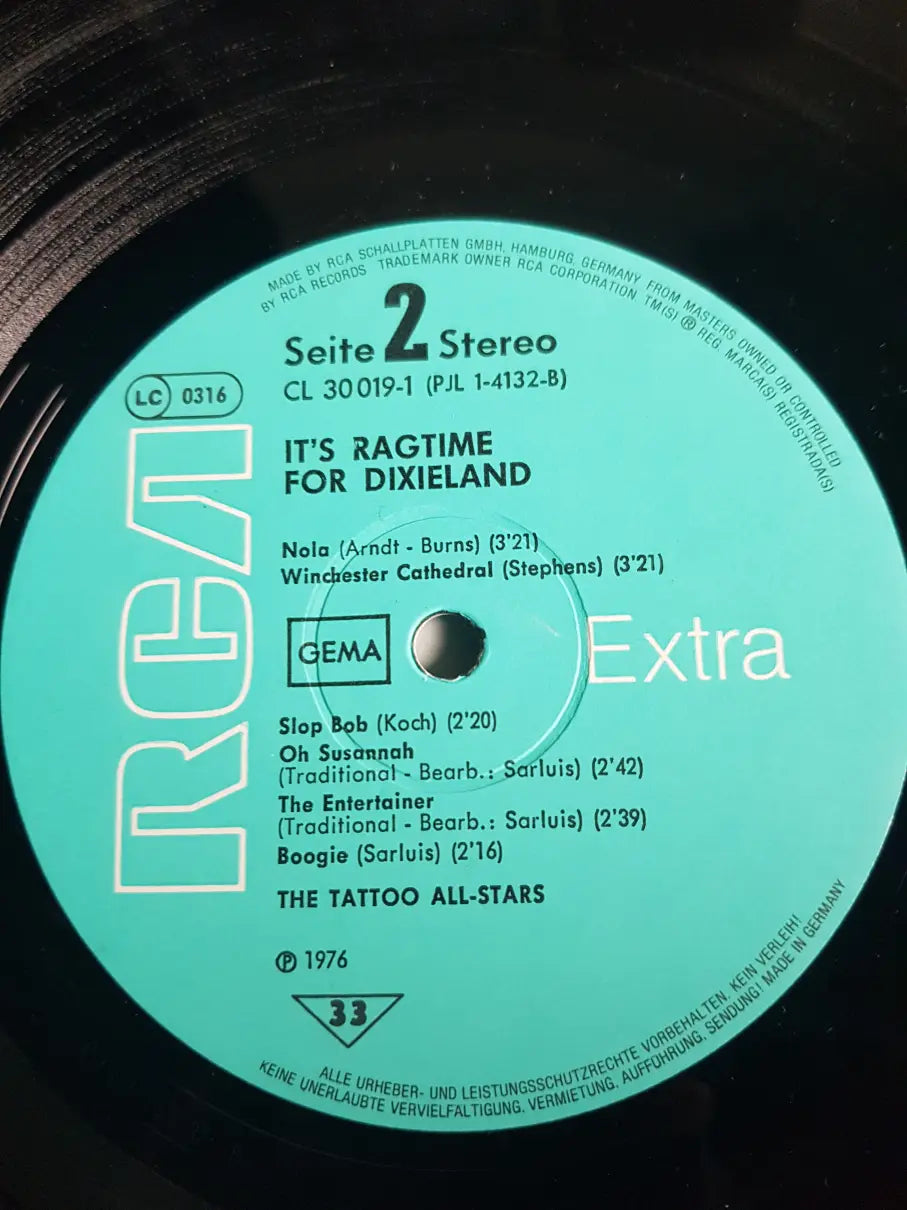 MADE BY RCA SCHALLPLATTEN GMBH, HAMBURG, GERMANY FROM MASTERS OWNED OR CONTROLLED
BY RCA RECORDS TRADEMARK OWNER RCA CORPORATION TM(S) ® REG. MARCA(S) REGISTRADA(S)
Seite 2 Stereo
CL 30 019-1 (PJL 1-4132-B)
LC 0316
RCA
IT'S RAGTIME
FOR DIXIELAND
Nola (Arndt - Burns) (3'21)
Winchester Cathedral (Stephens) (3'21)
GEMA
Extra
Slop Bob (Koch) (2'20)
Oh Susannah
(Traditional - Bearb.: Sarluis) (2'42)
The Entertainer
(Traditional - Bearb.: Sarluis) (2'39)
Boogie (Sarluis) (2'16)
THE TATTOO ALL-STARS
℗ 1976
33
ALLE URHEBER- UND LEISTUNGSSCHUTZRECHTE VORBEHALTEN. KEIN VERLEIH!
KEINE UNERLAUBTE VERVIELFÄLTIGUNG, VERMIETUNG, AUFFÜHRUNG, SENDUNG! MADE IN GERMANY